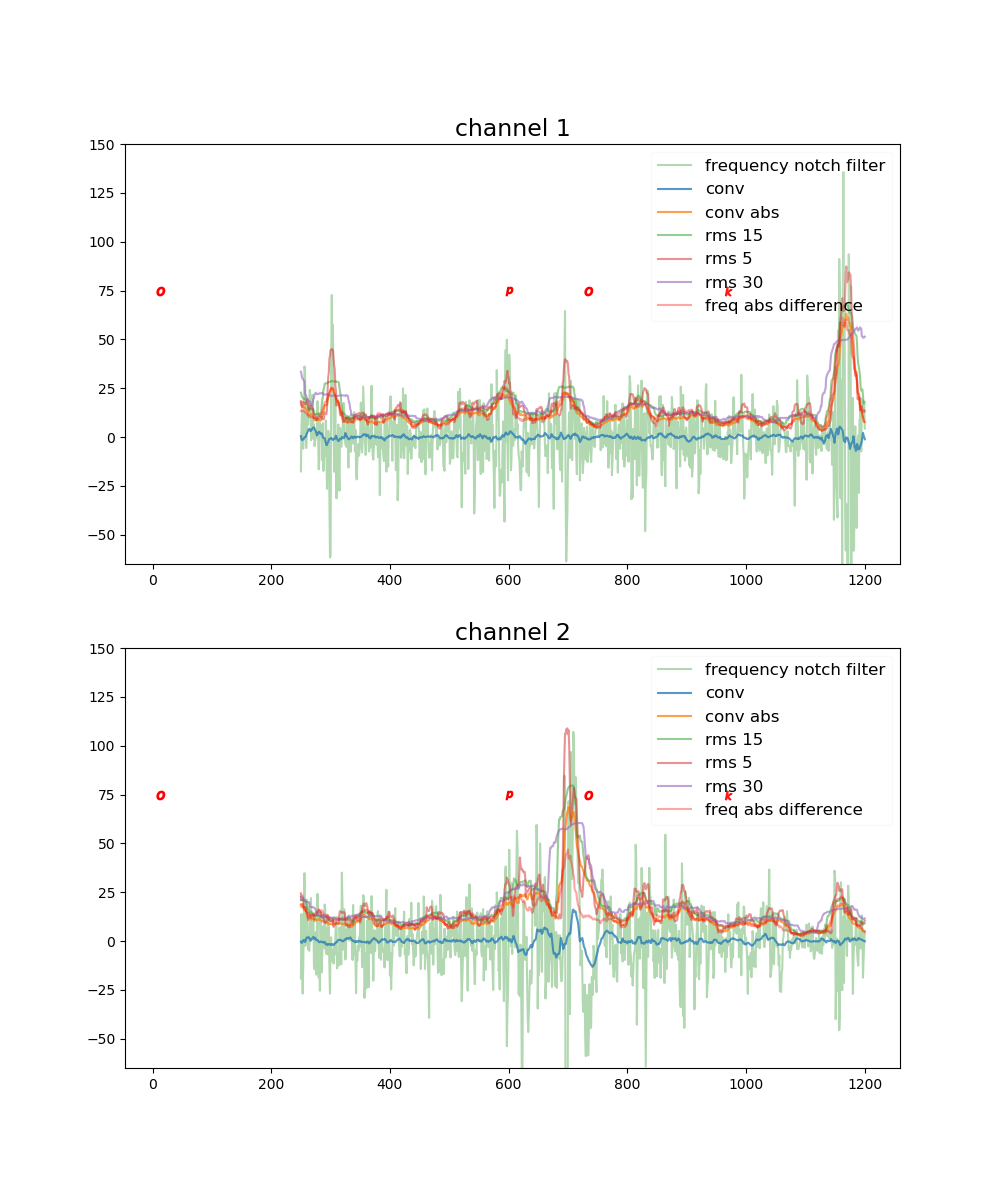 channel 1
150
125
100
75
50
25
0
−25
−50
frequency notch filter
conv
conv abs
rms 15
rms 5
rms 30
freq abs difference
o p o k
0 200 400 600 800 1000 1200
channel 2
150
125
100
75
50
25
0
−25
−50
frequency notch filter
conv
conv abs
rms 15
rms 5
rms 30
freq abs difference
o p o k
0 200 400 600 800 1000 1200